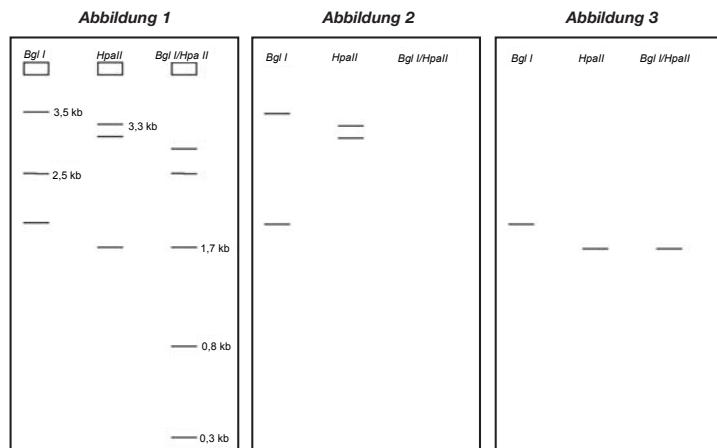 Abbildung 1
Abbildung 2
Abbildung 3
Bgl I HpaII Bgl I/Hpa II
3,5 kb
3,3 kb
2,5 kb
1,7 kb
0,8 kb
0,3 kb
Bgl I HpaII Bgl I/HpaII
Bgl I HpaII Bgl I/HpaII